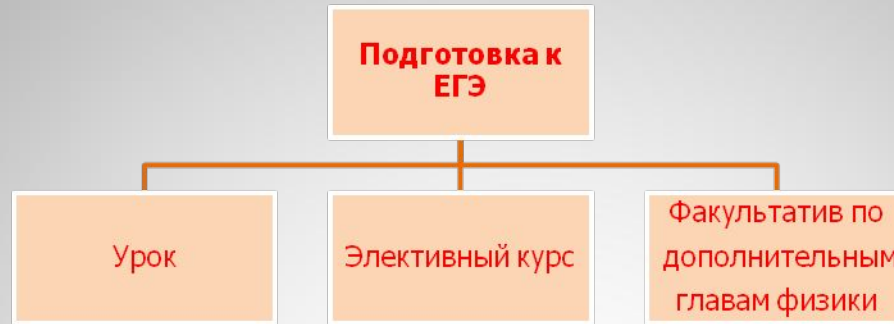 Подготовка к
ЕГЭ
Урок
Элективный курс
Факультатив по
дополнительным
главам физики